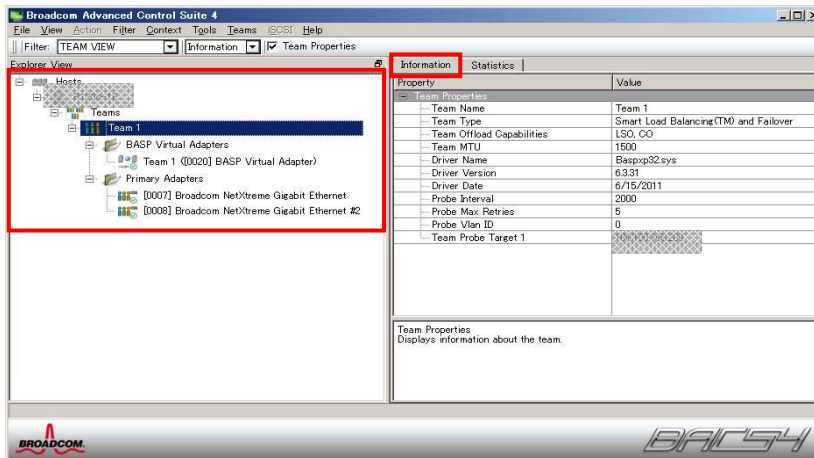 Broadcom Advanced Control Suite 4
File View Action Filter Context Tools Teams iSCSI Help
Filter: TEAM VIEW Information Team Properties
Explorer View
Hosts
Teams
Team 1
BASP Virtual Adapters
Team 1 ([0020] BASP Virtual Adapter)
Primary Adapters
[0007] Broadcom NetXtreme Gigabit Ethernet
[0008] Broadcom NetXtreme Gigabit Ethernet #2
Information Statistics
Property Value
Team Properties
Team Name Team 1
Team Type Smart Load Balancing(TM) and Failover
Team Offload Capabilities LSO, CO
Team MTU 1500
Driver Name Baspxp32.sys
Driver Version 6.3.31
Driver Date 6/15/2011
Probe Interval 2000
Probe Max Retries 5
Probe Vlan ID 0
Team Probe Target 1
Team Properties
Displays information about the team.
BROADCOM.
BACS4